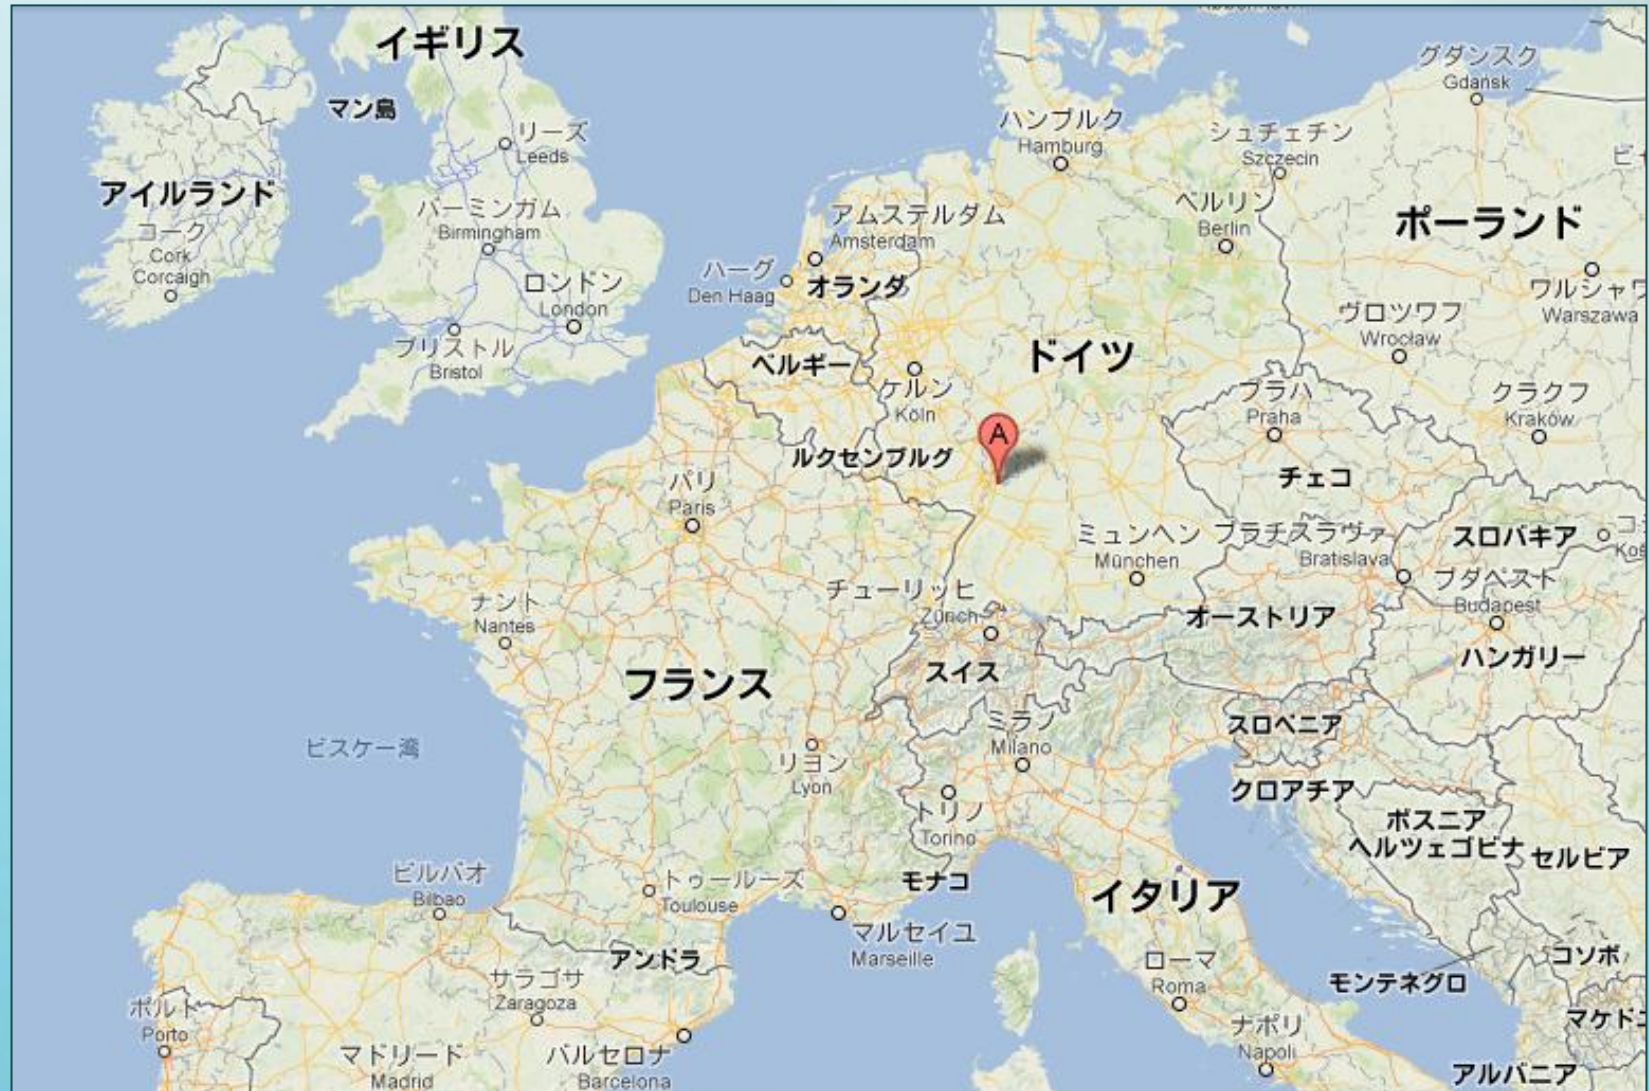 イギリス
マン島
リーズ
Leeds
アイルランド
コーク
Cork
Corcaigh
バーミンガム
Birmingham
ロンドン
London
ブリストル
Bristol
グダンスク
Gdańsk
ハンブルク
Hamburg
シュチェチン
Szczecin
ベルリン
Berlin
ポーランド
アムステルダム
Amsterdam
ハーグ
Den Haag
オランダ
ワルシャワ
Warszawa
ヴロツワフ
Wrocław
ドイツ
ベルギー
ケルン
Köln
プラハ
Praha
クラクフ
Kraków
A
ルクセンブルグ
チェコ
パリ
Paris
ミュンヘン
München
ブラチスラヴァ
Bratislava
スロバキア
ブダペスト
Budapest
チューリッヒ
Zürich
ナント
Nantes
オーストリア
ハンガリー
フランス
スイス
ミラノ
Milano
スロベニア
ビスケー湾
リヨン
Lyon
クロアチア
トリノ
Torino
ボスニア
ヘルツェゴビナ
セルビア
ビルバオ
Bilbao
トゥールーズ
Toulouse
モナコ
イタリア
マルセイユ
Marseille
アンドラ
サラゴサ
Zaragoza
ローマ
Roma
モンテネグロ
コソボ
ポルト
Porto
マケド
ナポリ
Napoli
マドリード
Madrid
バルセロナ
Barcelona
アルバニア